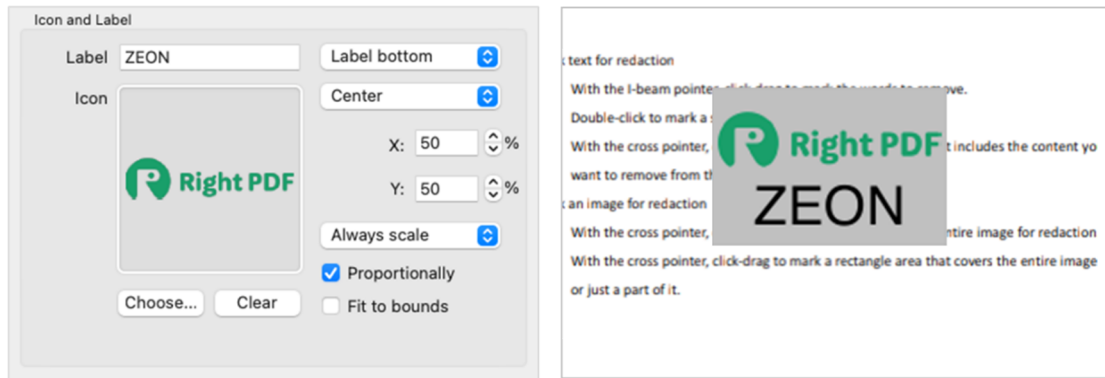 Icon and Label
Label ZEON Label bottom
Icon Center
X: 50 %
Right PDF
Y: 50 %
Always scale
Proportionally
Choose... Clear Fit to bounds
text for redaction
With the I-beam pointer, click-drag to mark the words to remove.
Double-click to mark a
With the cross pointer, t includes the content yo
want to remove from th
an image for redaction
With the cross pointer, ntire image for redaction
With the cross pointer, click-drag to mark a rectangle area that covers the entire image
or just a part of it.
Right PDF
ZEON